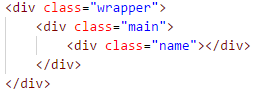 <div class="wrapper">
    <div class="main">
        <div class="name"></div>
    </div>
</div>